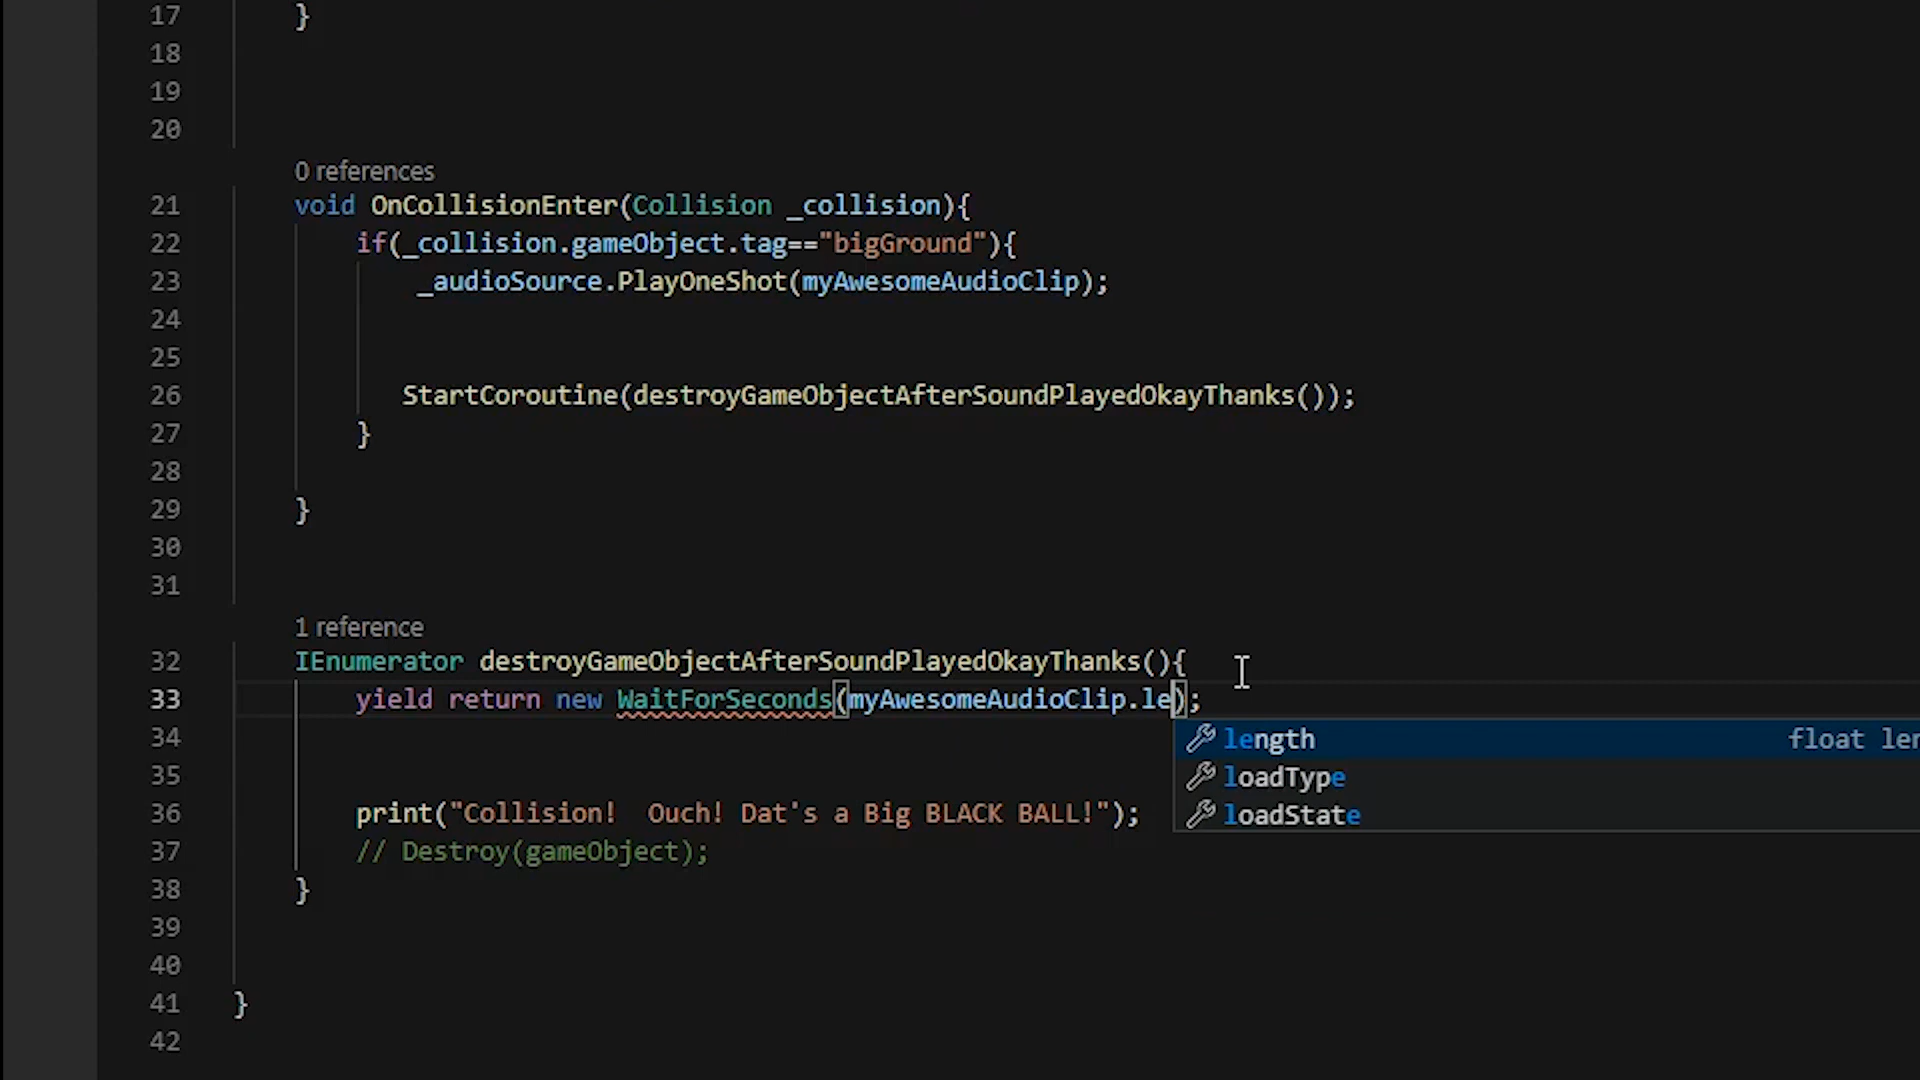 17 }
18
19
20
0 references
21 void OnCollisionEnter(Collision _collision){
22 if(_collision.gameObject.tag=="bigGround"){
23 _audioSource.PlayOneShot(myAwesomeAudioClip);
24
25
26 StartCoroutine(destroyGameObjectAfterSoundPlayedOkayThanks());
27 }
28
29 }
30
31
1 reference
32 IEnumerator destroyGameObjectAfterSoundPlayedOkayThanks(){
33 yield return new WaitForSeconds(myAwesomeAudioClip.le);
34 length float len
35 loadType
36 print("Collision!  Ouch! Dat's a Big BLACK BALL!"); loadState
37 // Destroy(gameObject);
38 }
39
40
41 }
42